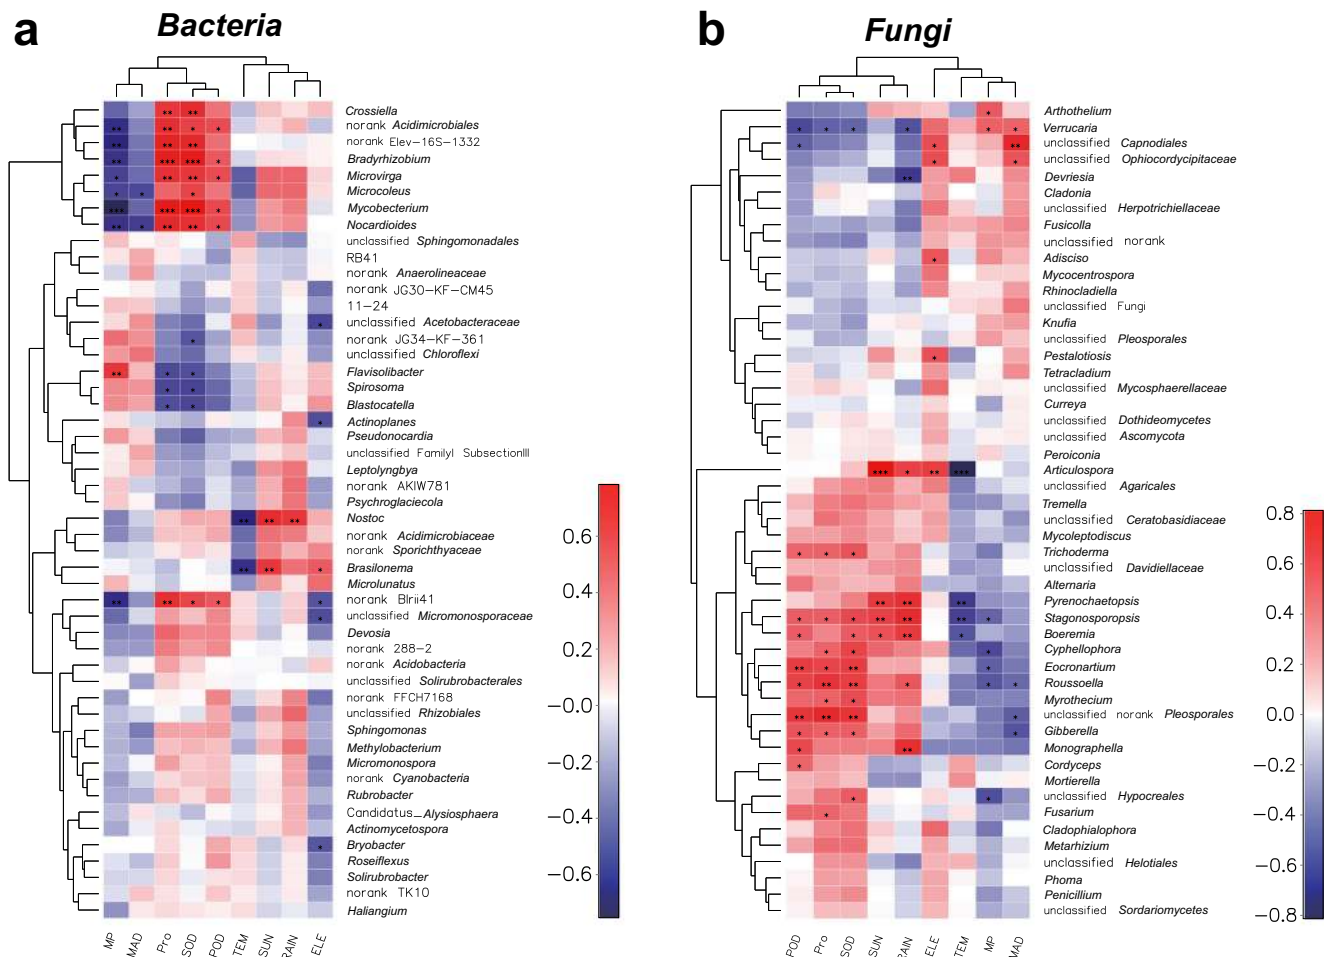 a
Bacteria
Crossiella
norank Acidimicrobiales
norank Elev-16S-1332
Bradyrhizobium
Microvirga
Microcoleus
Mycobecterium
Nocardioides
unclassified Sphingomonadales
RB41
norank Anaerolineaceae
norank JG30-KF-CM45
11-24
unclassified Acetobacteraceae
norank JG34-KF-361
unclassified Chloroflexi
Flavisolibacter
Spirosoma
Blastocatella
Actinoplanes
Pseudonocardia
unclassified FamilyI SubsectionIII
Leptolyngbya
norank AKIW781
Psychroglaciecola
Nostoc
norank Acidimicrobiaceae
norank Sporichthyaceae
Brasilonema
Microlunatus
norank Blrii41
unclassified Micromonosporaceae
Devosia
norank 288-2
norank Acidobacteria
unclassified Solirubrobacterales
norank FFCH7168
unclassified Rhizobiales
Sphingomonas
Methylobacterium
Micromonospora
norank Cyanobacteria
Rubrobacter
Candidatus_Alysiosphaera
Actinomycetospora
Bryobacter
Roseiflexus
Solirubrobacter
norank TK10
Haliangium
MP MAD Pro SOD POD TEM SUN RAIN ELE
0.6
0.4
0.2
-0.0
-0.2
-0.4
-0.6
b
Fungi
Arthothelium
Verrucaria
unclassified Capnodiales
unclassified Ophiocordycipitaceae
Devriesia
Cladonia
unclassified Herpotrichiellaceae
Fusicolla
unclassified norank
Adisciso
Mycocentrospora
Rhinocladiella
unclassified Fungi
Knufia
unclassified Pleosporales
Pestalotiosis
Tetracladium
unclassified Mycosphaerellaceae
Curreya
unclassified Dothideomycetes
unclassified Ascomycota
Peroiconia
Articulospora
unclassified Agaricales
Tremella
unclassified Ceratobasidiaceae
Mycoleptodiscus
Trichoderma
unclassified Davidiellaceae
Alternaria
Pyrenochaetopsis
Stagonosporopsis
Boeremia
Cyphellophora
Eocronartium
Roussoella
Myrothecium
unclassified norank Pleosporales
Gibberella
Monographella
Cordyceps
Mortierella
unclassified Hypocreales
Fusarium
Cladophialophora
Metarhizium
unclassified Helotiales
Phoma
Penicillium
unclassified Sordariomycetes
POD Pro SOD SUN RAIN ELE TEM MP MAD
0.8
0.6
0.4
0.2
0.0
-0.2
-0.4
-0.6
-0.8